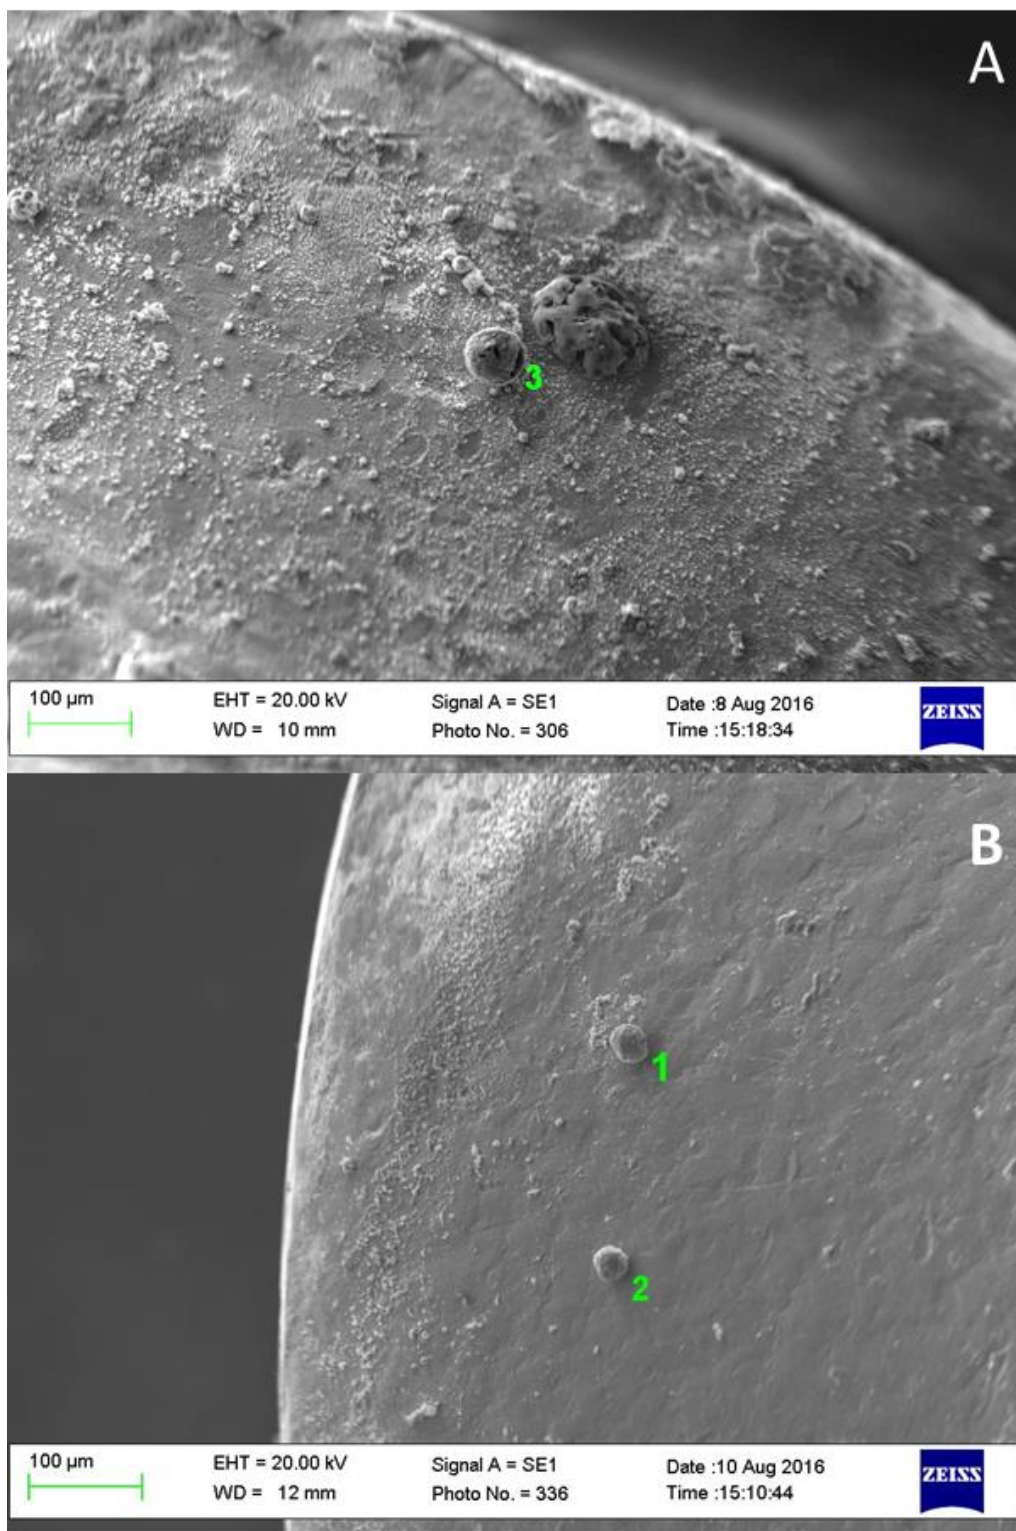 A
3
100 µm
EHT = 20.00 kV
WD = 10 mm
Signal A = SE1
Photo No. = 306
Date :8 Aug 2016
Time :15:18:34
ZEISS
B
1
2
100 µm
EHT = 20.00 kV
WD = 12 mm
Signal A = SE1
Photo No. = 336
Date :10 Aug 2016
Time :15:10:44
ZEISS